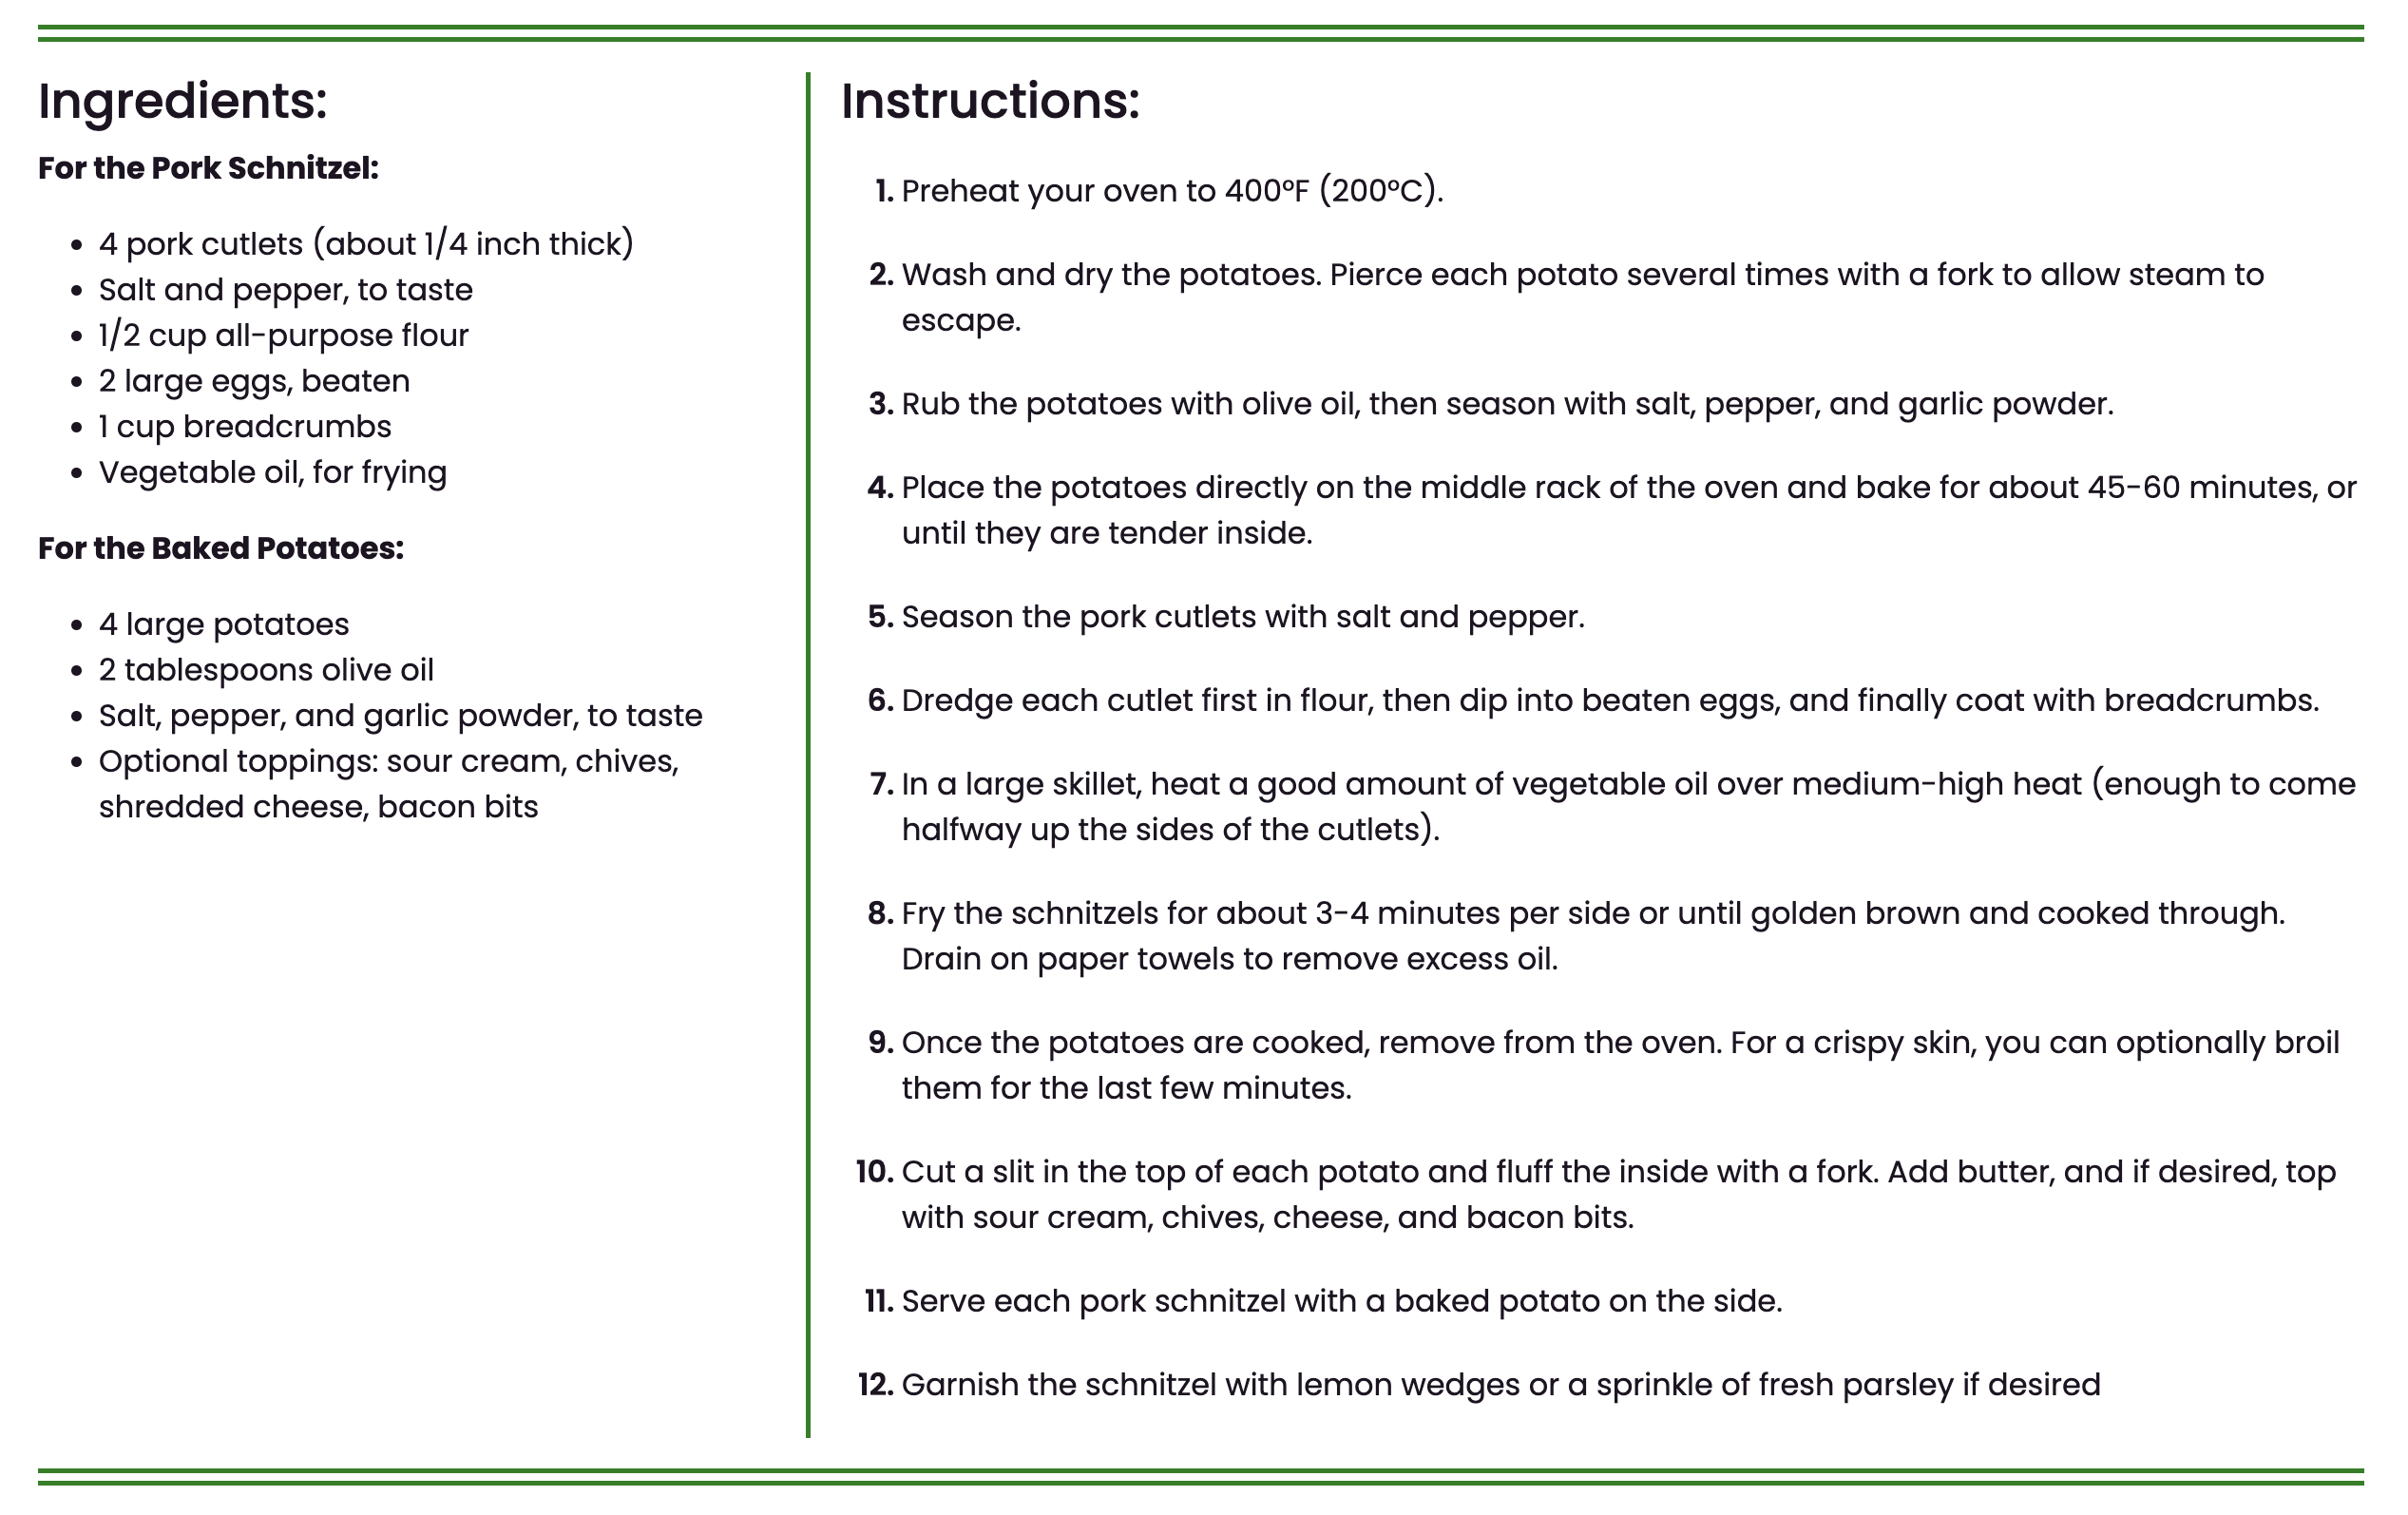 Ingredients:
For the Pork Schnitzel:
• 4 pork cutlets (about 1/4 inch thick)
• Salt and pepper, to taste
• 1/2 cup all-purpose flour
• 2 large eggs, beaten
• 1 cup breadcrumbs
• Vegetable oil, for frying
For the Baked Potatoes:
• 4 large potatoes
• 2 tablespoons olive oil
• Salt, pepper, and garlic powder, to taste
• Optional toppings: sour cream, chives,
shredded cheese, bacon bits
Instructions:
1. Preheat your oven to 400°F (200°C).
2. Wash and dry the potatoes. Pierce each potato several times with a fork to allow steam to
escape.
3. Rub the potatoes with olive oil, then season with salt, pepper, and garlic powder.
4. Place the potatoes directly on the middle rack of the oven and bake for about 45-60 minutes, or
until they are tender inside.
5. Season the pork cutlets with salt and pepper.
6. Dredge each cutlet first in flour, then dip into beaten eggs, and finally coat with breadcrumbs.
7. In a large skillet, heat a good amount of vegetable oil over medium-high heat (enough to come
halfway up the sides of the cutlets).
8. Fry the schnitzels for about 3-4 minutes per side or until golden brown and cooked through.
Drain on paper towels to remove excess oil.
9. Once the potatoes are cooked, remove from the oven. For a crispy skin, you can optionally broil
them for the last few minutes.
10. Cut a slit in the top of each potato and fluff the inside with a fork. Add butter, and if desired, top
with sour cream, chives, cheese, and bacon bits.
11. Serve each pork schnitzel with a baked potato on the side.
12. Garnish the schnitzel with lemon wedges or a sprinkle of fresh parsley if desired